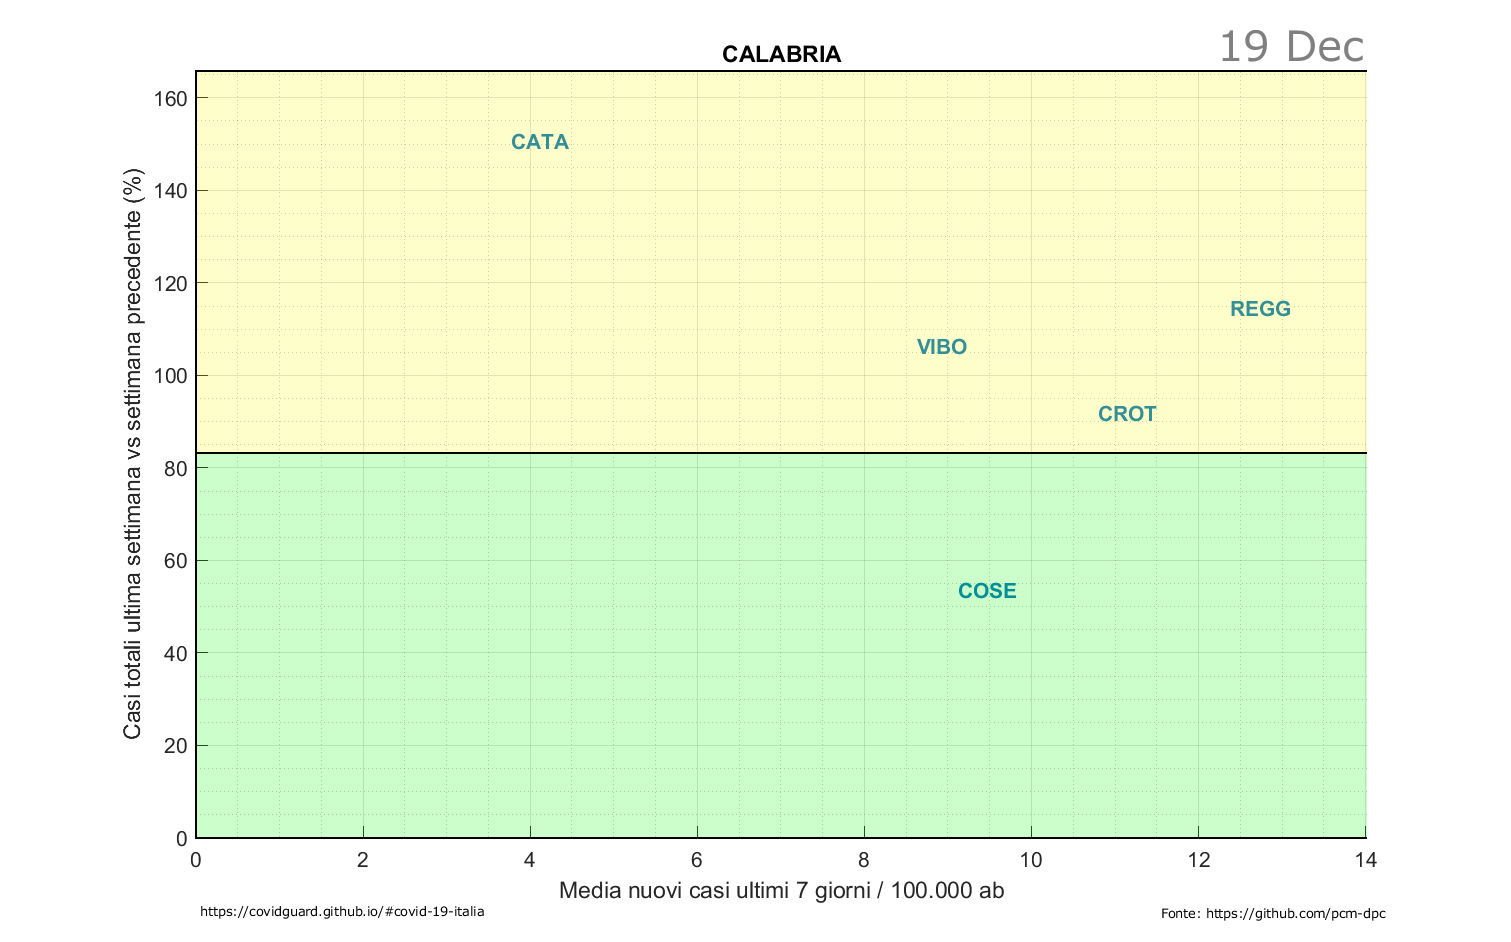 CALABRIA
19 Dec
160
140
120
100
80
60
40
20
0
Casi totali ultima settimana vs settimana precedente (%)
CATA
REGG
VIBO
CROT
COSE
0 2 4 6 8 10 12 14
Media nuovi casi ultimi 7 giorni / 100.000 ab
https://covidguard.github.io/#covid-19-italia
Fonte: https://github.com/pcm-dpc